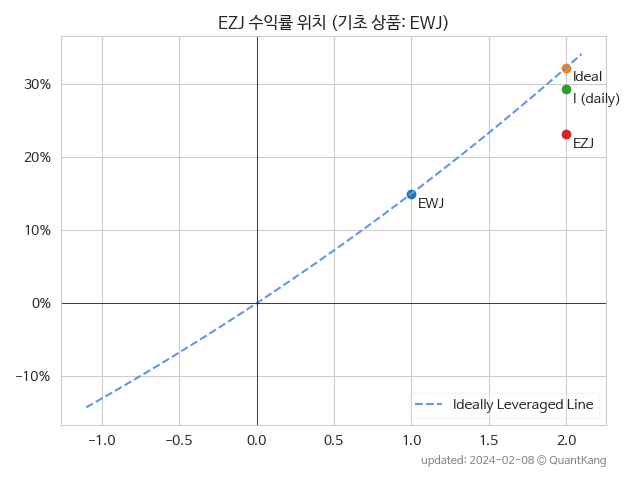 EZJ 수익률 위치 (기초 상품: EWJ)
30%
20%
10%
0%
−10%
Ideal
I (daily)
EZJ
EWJ
Ideally Leveraged Line
−1.0 −0.5 0.0 0.5 1.0 1.5 2.0
updated: 2024-02-08 © QuantKang